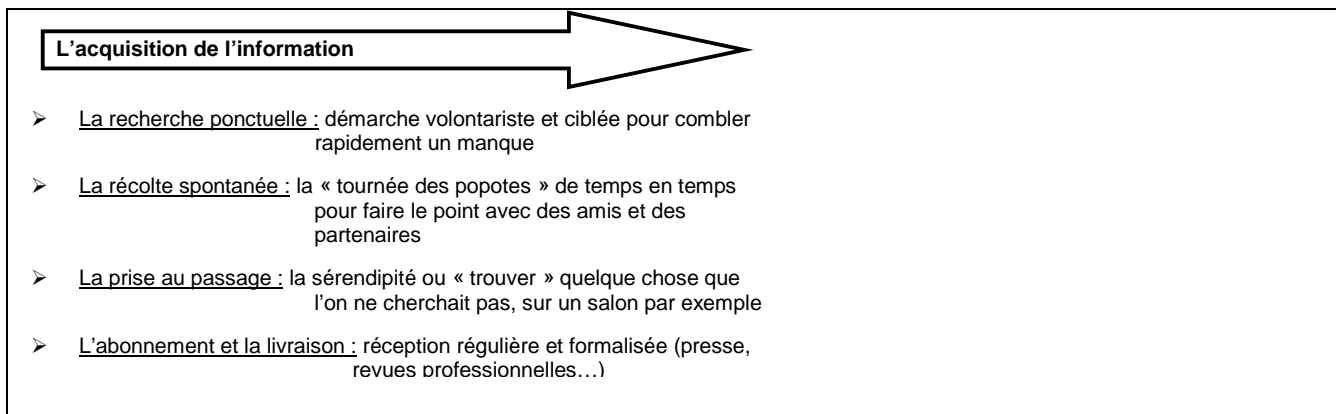 L'acquisition de l'information
➢ La recherche ponctuelle : démarche volontariste et ciblée pour combler
rapidement un manque
➢ La récolte spontanée : la « tournée des popotes » de temps en temps
pour faire le point avec des amis et des
partenaires
➢ La prise au passage : la sérendipité ou « trouver » quelque chose que
l'on ne cherchait pas, sur un salon par exemple
➢ L'abonnement et la livraison : réception régulière et formalisée (presse,
revues professionnelles…)